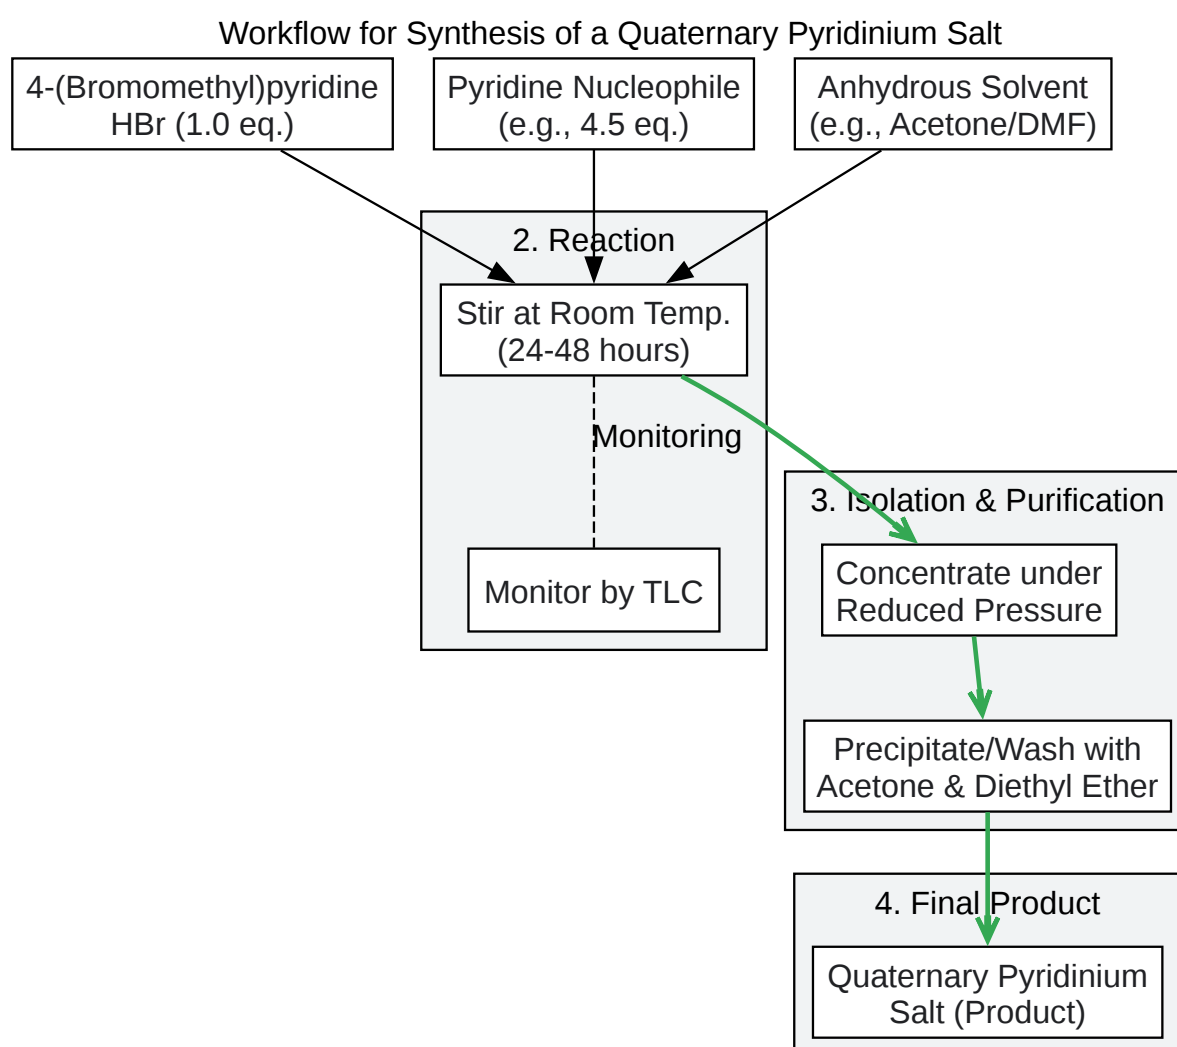 Workflow for Synthesis of a Quaternary Pyridinium Salt
4-(Bromomethyl)pyridine
HBr (1.0 eq.)
Pyridine Nucleophile
(e.g., 4.5 eq.)
Anhydrous Solvent
(e.g., Acetone/DMF)
2. Reaction
Stir at Room Temp.
(24-48 hours)
Monitoring
Monitor by TLC
3. Isolation & Purification
Concentrate under
Reduced Pressure
Precipitate/Wash with
Acetone & Diethyl Ether
4. Final Product
Quaternary Pyridinium
Salt (Product)